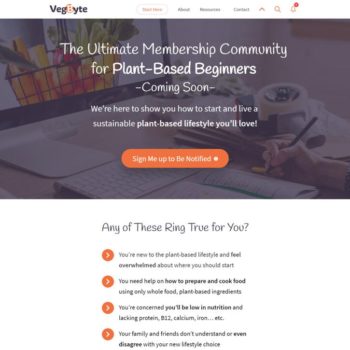 VegByte
Start Here
About
Resources
Contact
The Ultimate Membership Community
for Plant-Based Beginners
-Coming Soon-
We're here to show you how to start and live a
sustainable plant-based lifestyle you'll love!
Sign Me up to Be Notified
Any of These Ring True for You?
You're new to the plant-based lifestyle and feel
overwhelmed about where you should start
You need help on how to prepare and cook food
using only whole food, plant-based ingredients
You're concerned you'll be low in nutrition and
lacking protein, B12, calcium, iron… etc.
Your family and friends don't understand or even
disagree with your new lifestyle choice